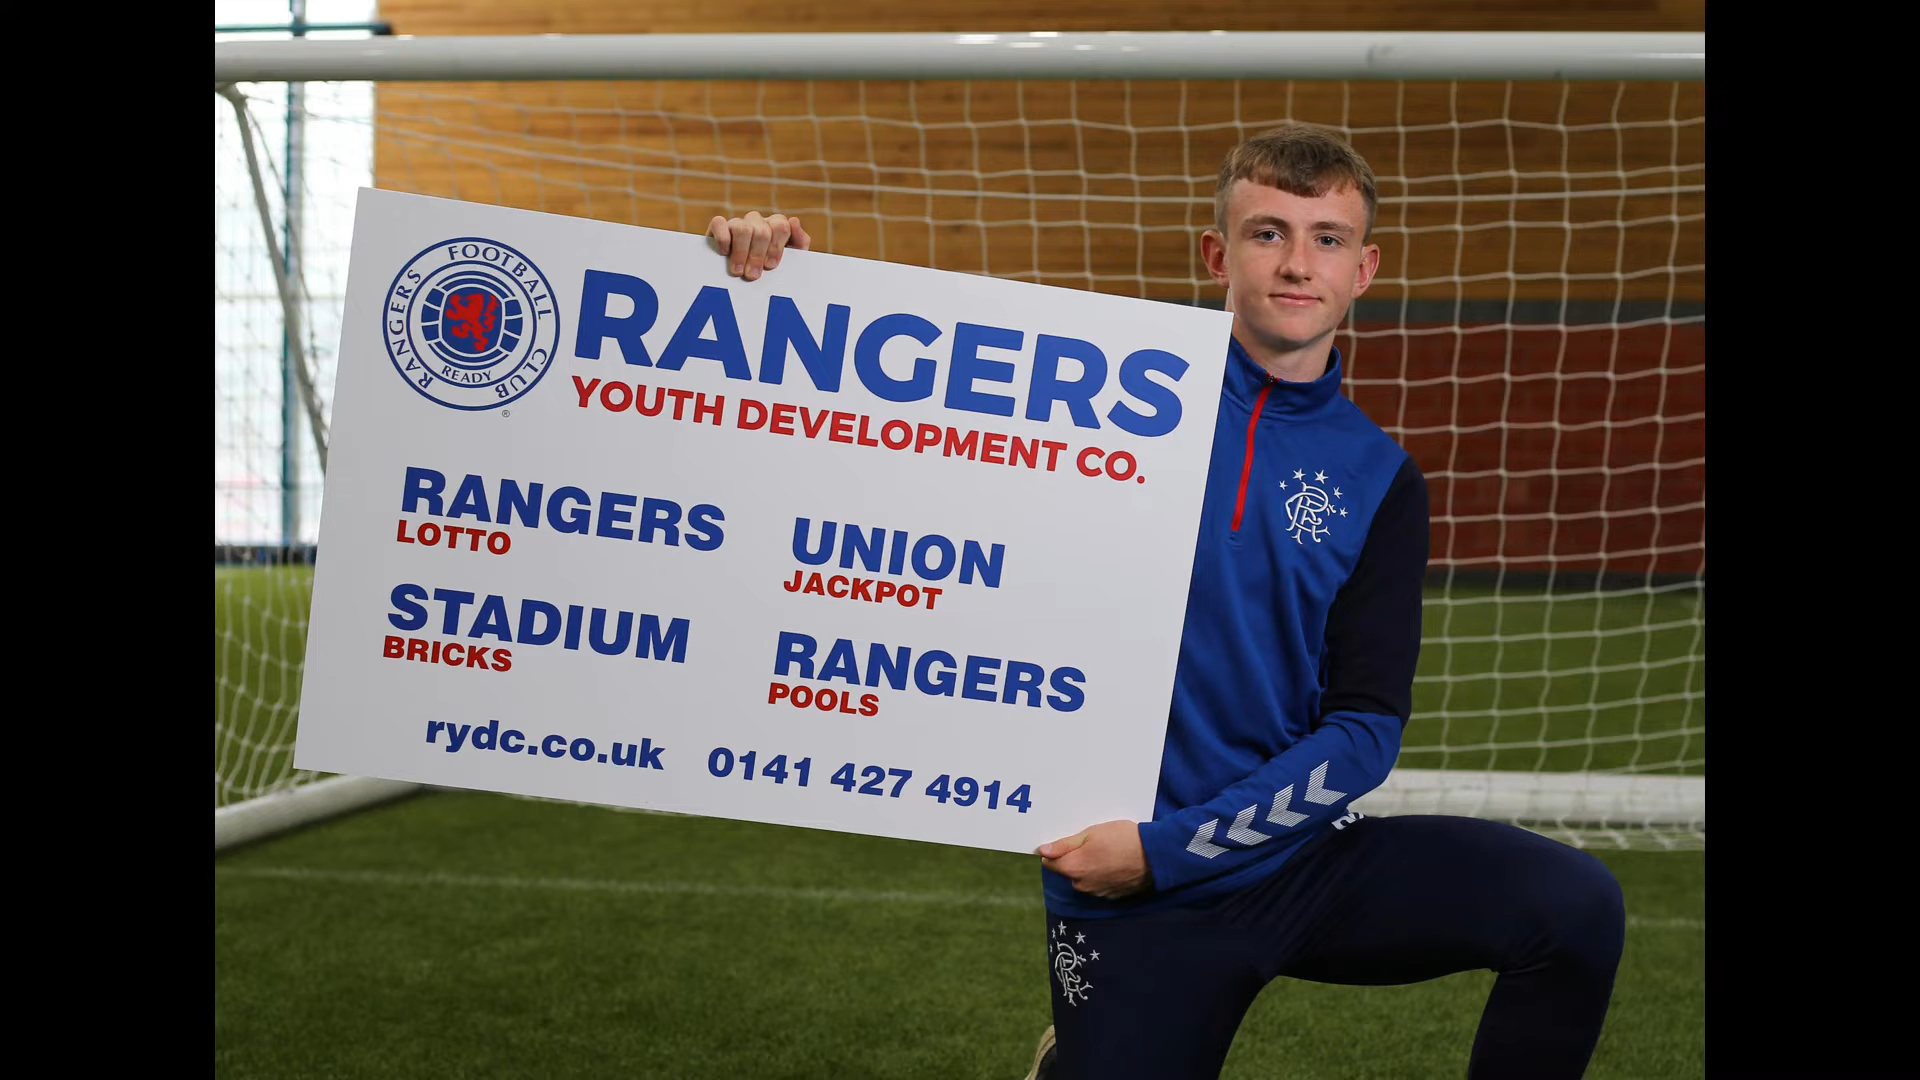 RANGERS FOOTBALL CLUB
READY
®
RANGERS
YOUTH DEVELOPMENT CO.
RANGERS
LOTTO
UNION
JACKPOT
STADIUM
BRICKS
RANGERS
POOLS
rydc.co.uk 0141 427 4914